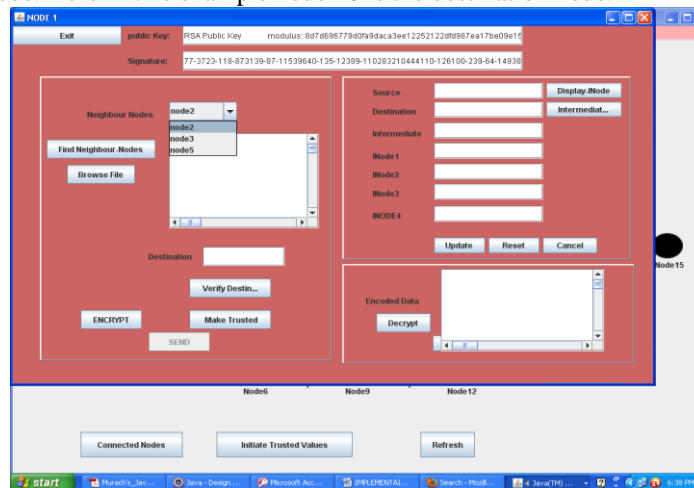 NODE 1
Exit
public Key:
RSA Public Key modulus: 8d7d696779d0fa9daca3ee12252122dfd987ea17be09e15
Signature:
77-3723-118-873139-87-11539640-135-12389-110283210444110-126100-239-64-14938
Neighbour Nodes
node2
node2
node3
node5
Find Neighbour-Nodes
Browse File
Destination
Verify Destin...
ENCRYPT
Make Trusted
SEND
Source
Display-INode
Destination
Intermediat...
Intermediate
INode1
INode2
INode3
INODE4
Update
Reset
Cancel
Encoded Data
Decrypt
Node15
Node6
Node9
Node12
Connected Nodes
Initiate Trusted Values
Refresh
start
Murach's_Jav...
Java - Design ...
Microsoft Acc...
IMPLEMENTAI...
Search - Mozill...
4 Java(TM) ...
6:38 PM